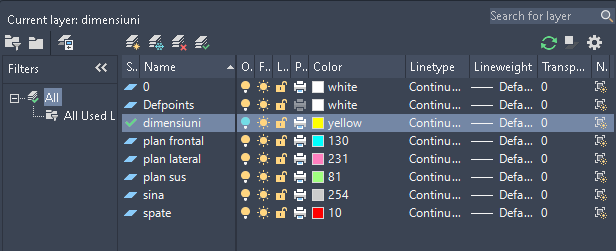 Current layer: dimensiuni
Search for layer
Filters
S.. Name O. F.. L.. P.. Color Linetype Lineweight Transp... N.
All
All Used L
0 white Continu... Defa... 0
Defpoints white Continu... Defa... 0
dimensiuni yellow Continu... Defa... 0
plan frontal 130 Continu... Defa... 0
plan lateral 231 Continu... Defa... 0
plan sus 81 Continu... Defa... 0
sina 254 Continu... Defa... 0
spate 10 Continu... Defa... 0